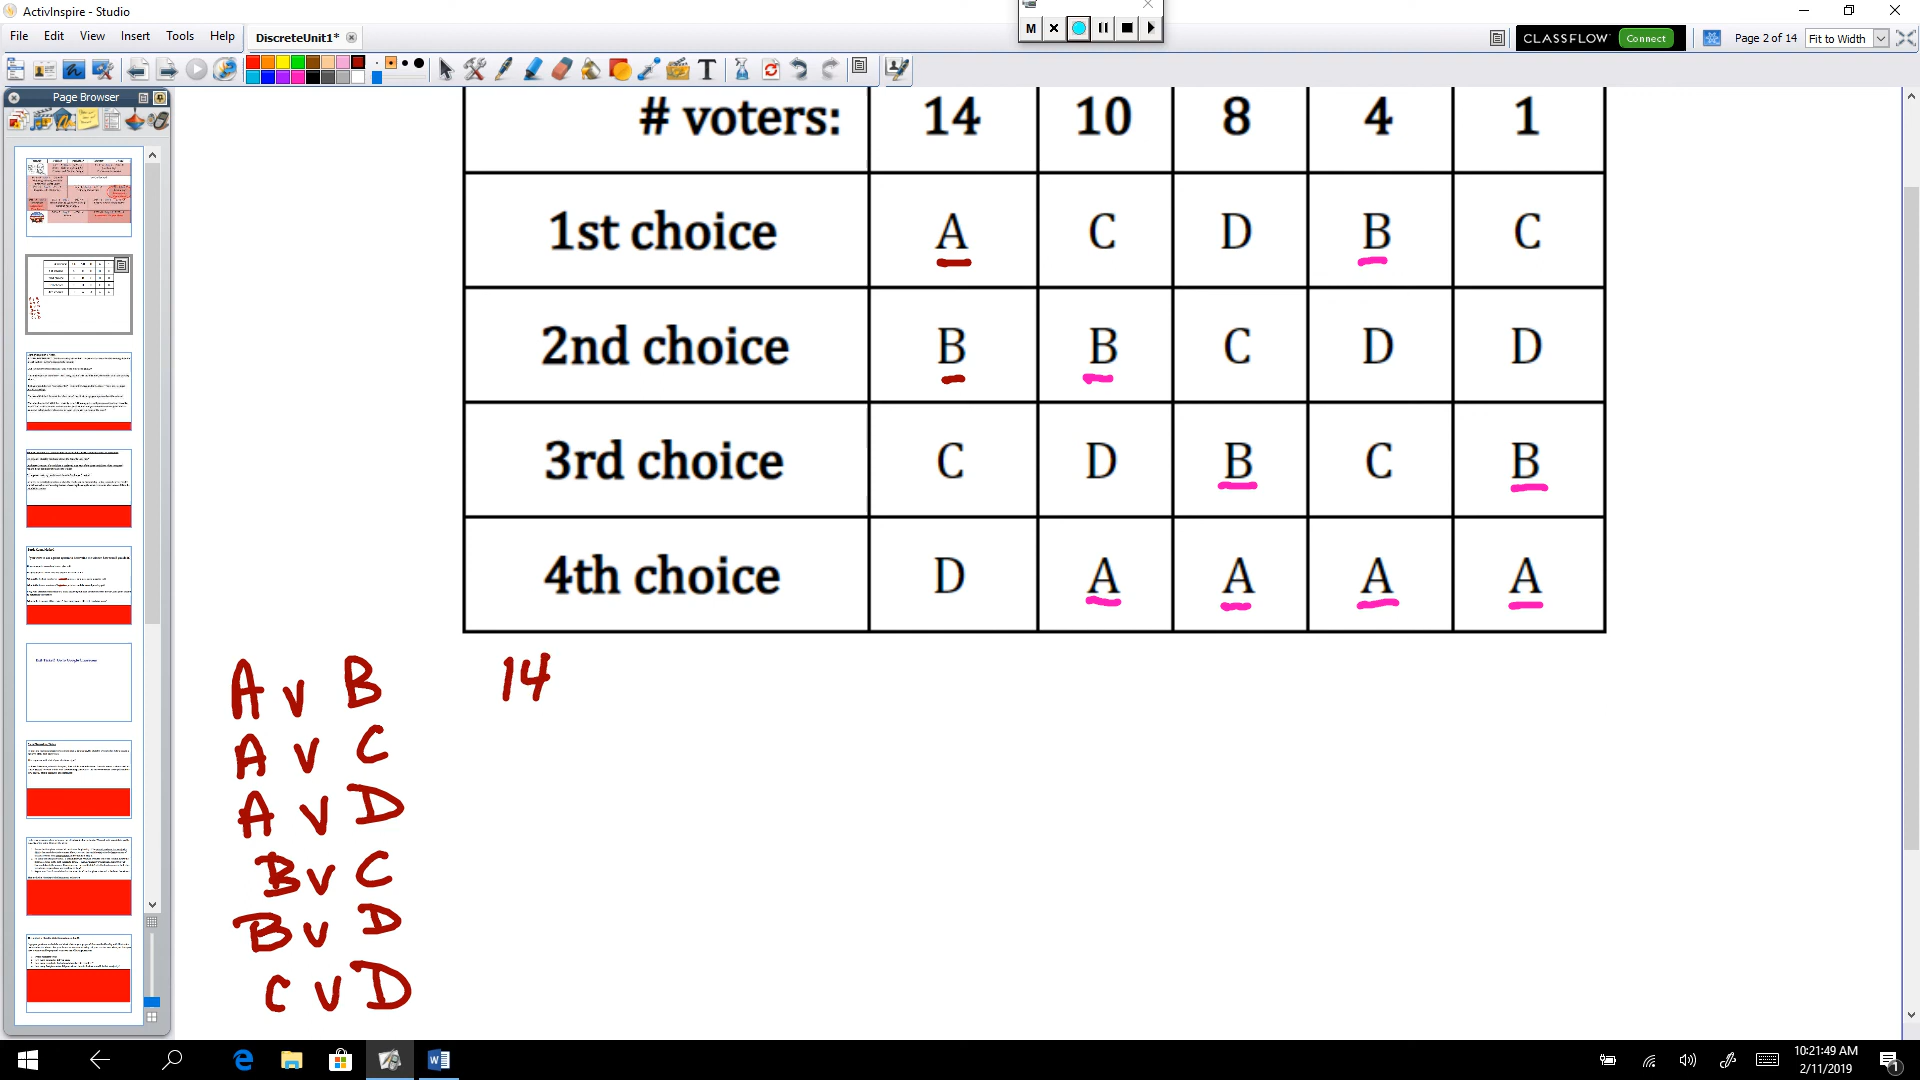 ActivInspire - Studio
File Edit View Insert Tools Help DiscreteUnit1*
M
CLASSFLOW Connect Page 2 of 14 Fit to Width
T
Page Browser
# voters: 14 10 8 4 1
1st choice A C D B C
2nd choice B B C D D
3rd choice C D B C B
4th choice D A A A A
A v B 14
A v C
A v D
B v C
B v D
C v D
10:21:49 AM
2/11/2019
1